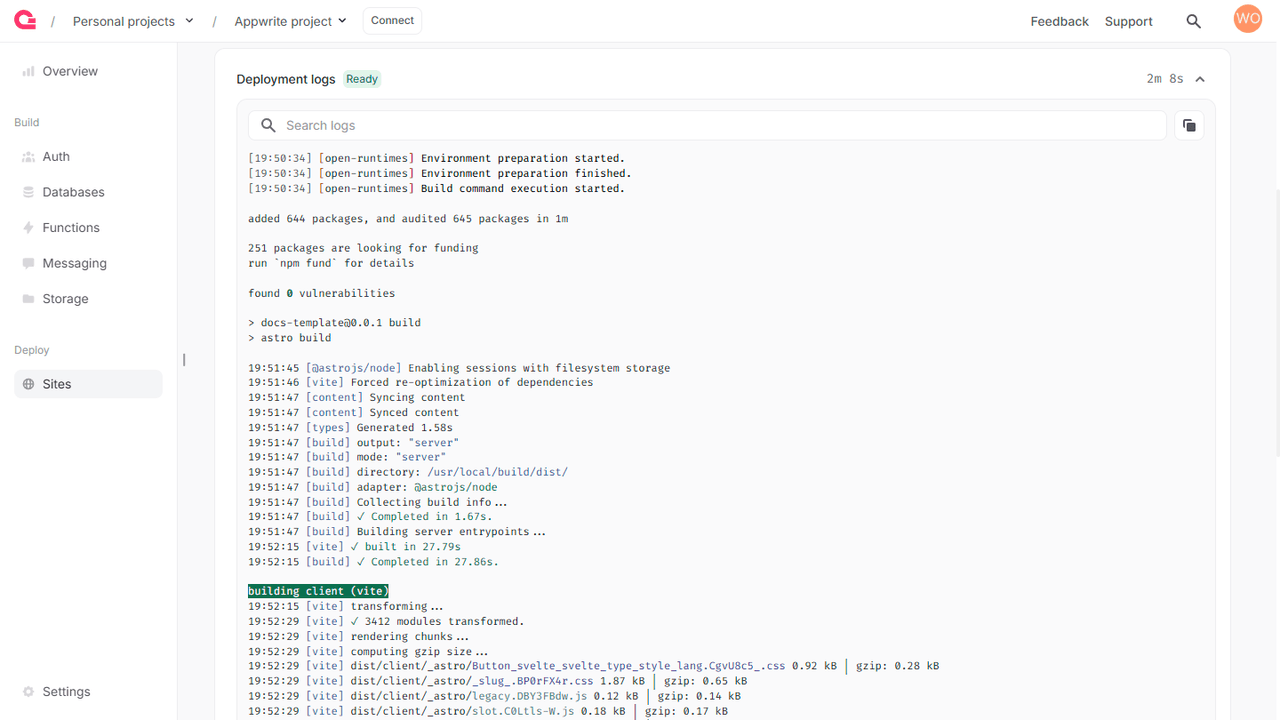 / Personal projects / Appwrite project Connect Feedback Support WO
Overview
Build
Auth
Databases
Functions
Messaging
Storage
Deploy
Sites
Settings
Deployment logs Ready 2m 8s
Search logs
[19:50:34] [open-runtimes] Environment preparation started.
[19:50:34] [open-runtimes] Environment preparation finished.
[19:50:34] [open-runtimes] Build command execution started.
added 644 packages, and audited 645 packages in 1m
251 packages are looking for funding
run `npm fund` for details
found 0 vulnerabilities
> docs-template@0.0.1 build
> astro build
19:51:45 [@astrojs/node] Enabling sessions with filesystem storage
19:51:46 [vite] Forced re-optimization of dependencies
19:51:47 [content] Syncing content
19:51:47 [content] Synced content
19:51:47 [types] Generated 1.58s
19:51:47 [build] output: "server"
19:51:47 [build] mode: "server"
19:51:47 [build] directory: /usr/local/build/dist/
19:51:47 [build] adapter: @astrojs/node
19:51:47 [build] Collecting build info...
19:51:47 [build] ✓ Completed in 1.67s.
19:51:47 [build] Building server entrypoints...
19:52:15 [vite] ✓ built in 27.79s
19:52:15 [build] ✓ Completed in 27.86s.
building client (vite)
19:52:15 [vite] transforming...
19:52:29 [vite] ✓ 3412 modules transformed.
19:52:29 [vite] rendering chunks...
19:52:29 [vite] computing gzip size...
19:52:29 [vite] dist/client/_astro/Button_svelte_svelte_type_style_lang.CgvU8c5_.css 0.92 kB │ gzip: 0.28 kB
19:52:29 [vite] dist/client/_astro/_slug_.BP0rFX4r.css 1.87 kB │ gzip: 0.65 kB
19:52:29 [vite] dist/client/_astro/legacy.DBY3FBdw.js 0.12 kB │ gzip: 0.14 kB
19:52:29 [vite] dist/client/_astro/slot.C0Ltls-W.js 0.18 kB │ gzip: 0.17 kB